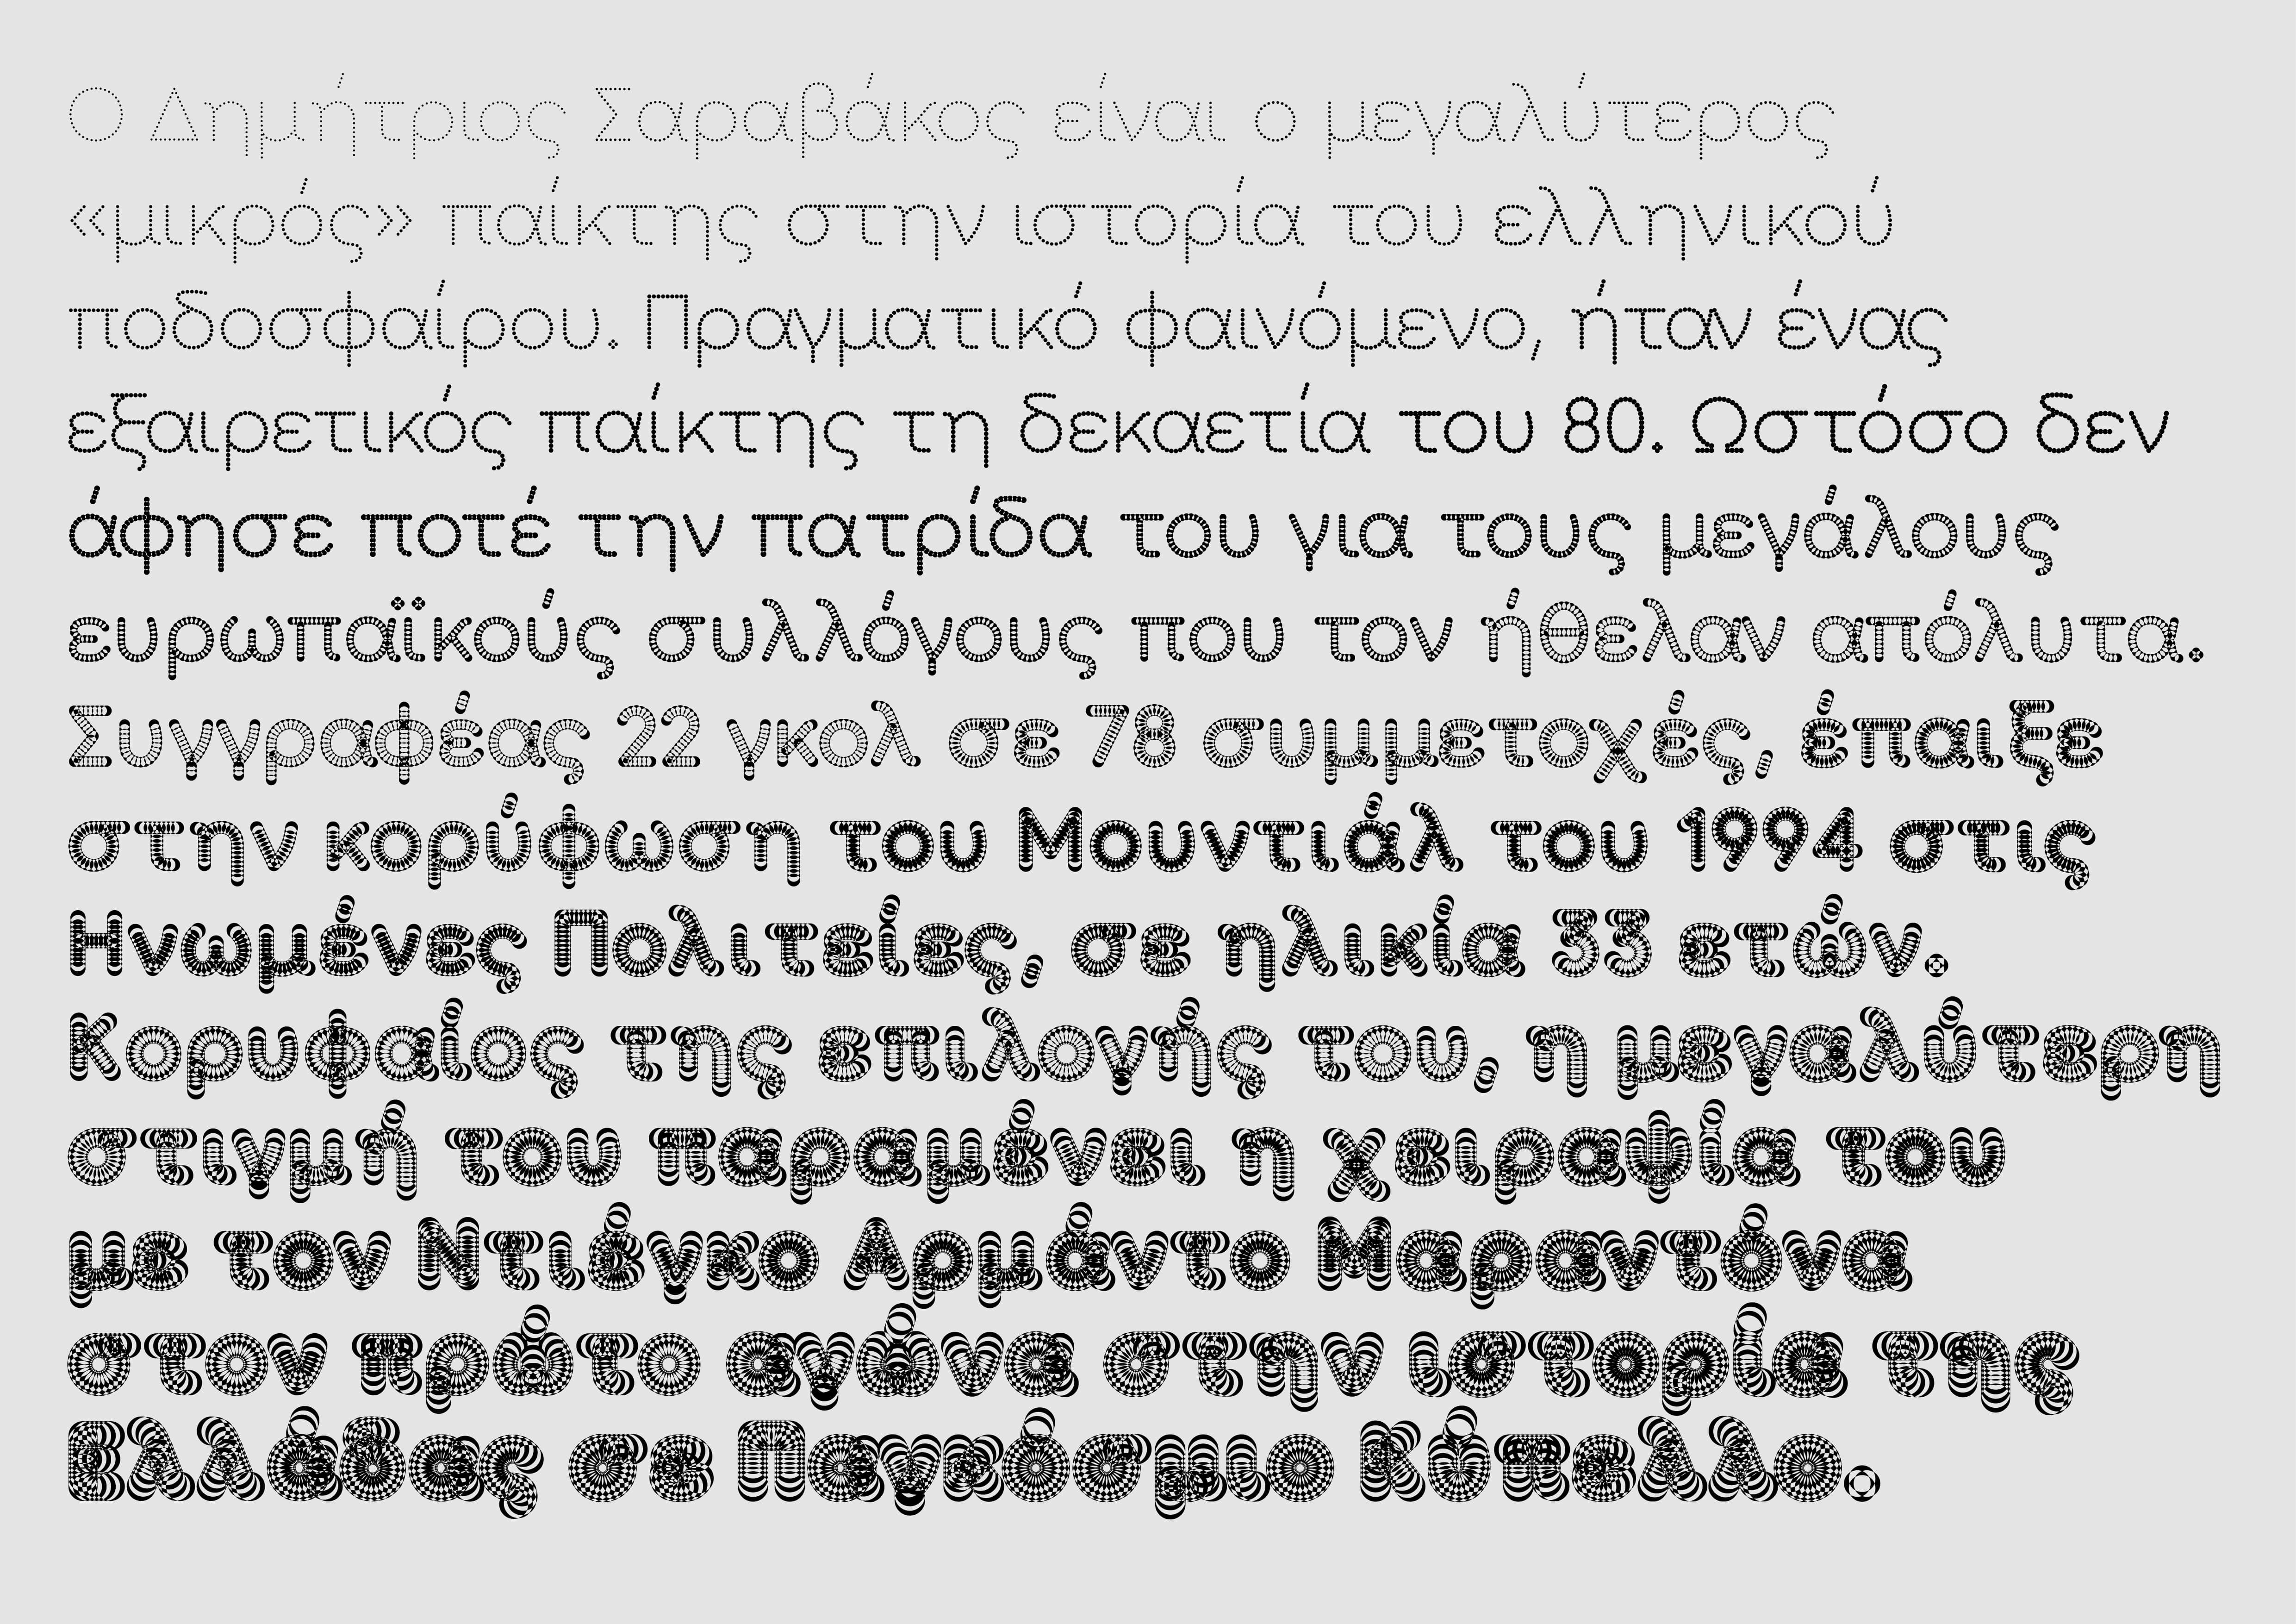 Ο Δημήτριος Σαραβάκος είναι ο μεγαλύτερος
«μικρός» παίκτης στην ιστορία του ελληνικού
ποδοσφαίρου. Πραγματικό φαινόμενο, ήταν ένας
εξαιρετικός παίκτης τη δεκαετία του 80. Ωστόσο δεν
άφησε ποτέ την πατρίδα του για τους μεγάλους
ευρωπαϊκούς συλλόγους που τον ήθελαν απόλυτα.
Συγγραφέας 22 γκολ σε 78 συμμετοχές, έπαιξε
στην κορύφωση του Μουντιάλ του 1994 στις
Ηνωμένες Πολιτείες, σε ηλικία 33 ετών.
Κορυφαίος της επιλογής του, η μεγαλύτερη
στιγμή του παραμένει η χειραψία του
με τον Ντιέγκο Αρμάντο Μαραντόνα
στον πρώτο αγώνα στην ιστορία της
Ελλάδας σε Παγκόσμιο Κύπελλο.